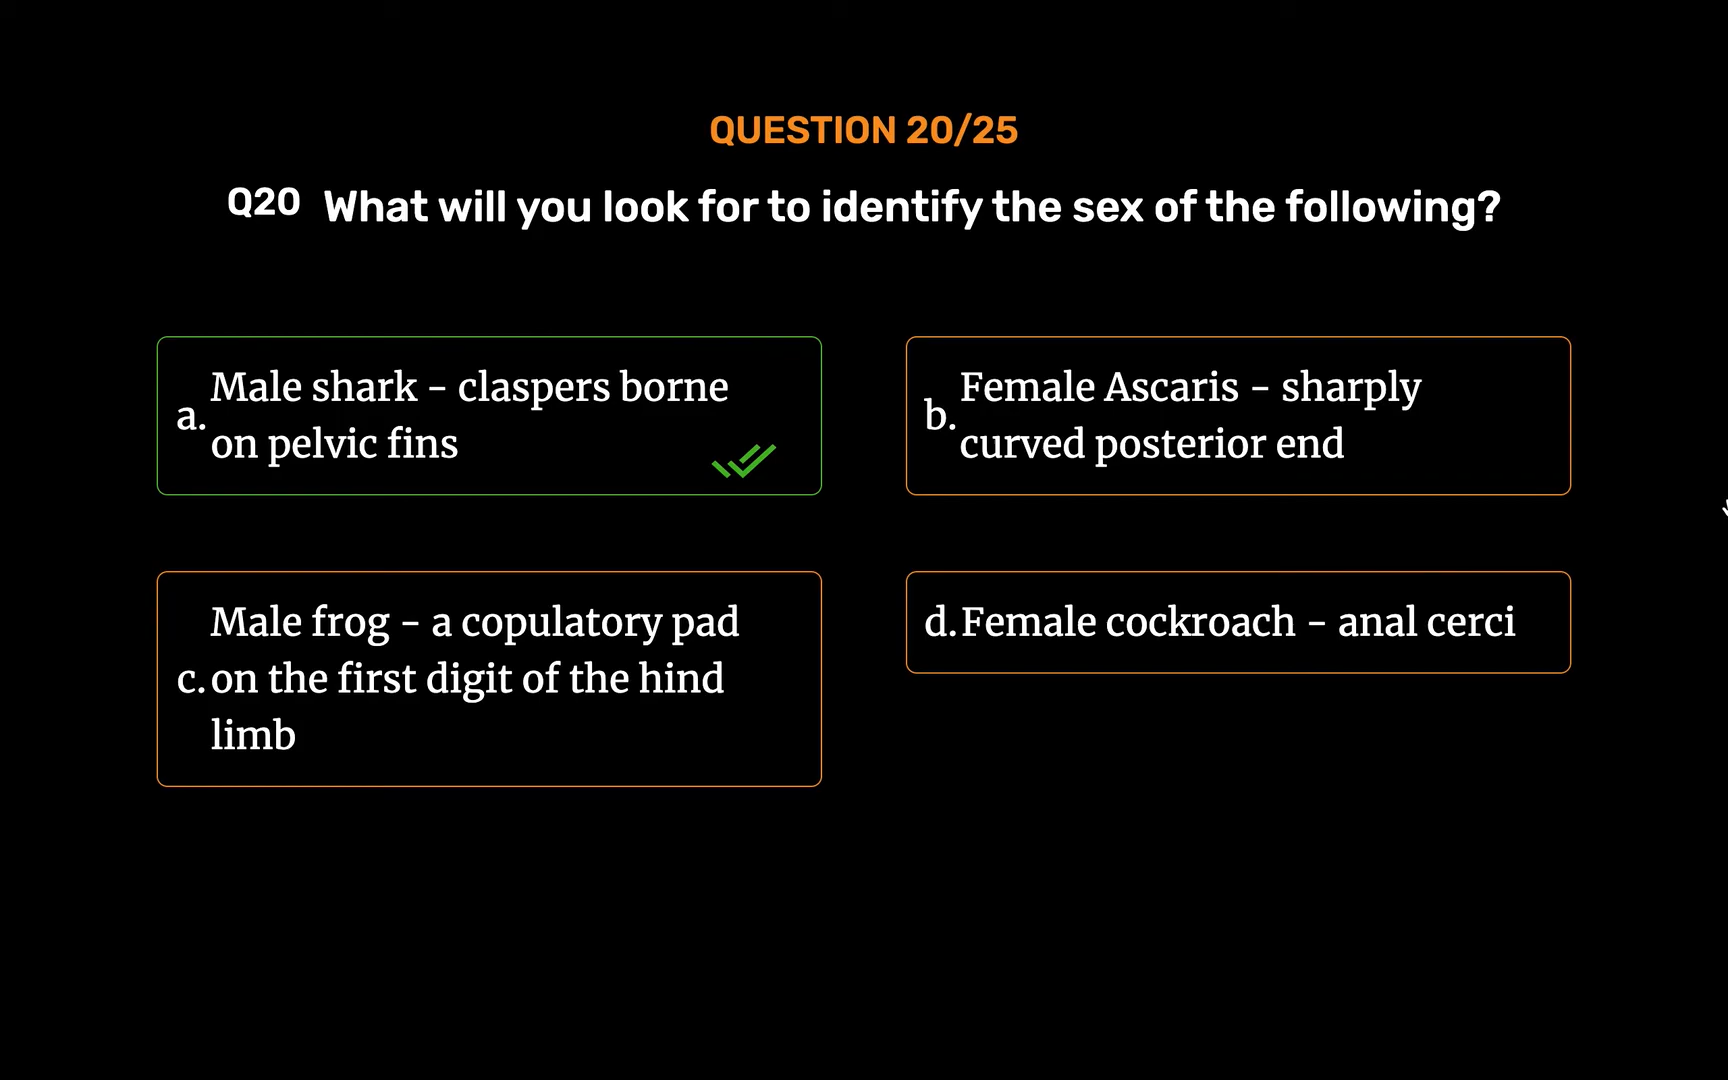 QUESTION 20/25
Q20 What will you look for to identify the sex of the following?
a. Male shark - claspers borne
on pelvic fins
b. Female Ascaris - sharply
curved posterior end
c. Male frog - a copulatory pad
on the first digit of the hind
limb
d. Female cockroach - anal cerci